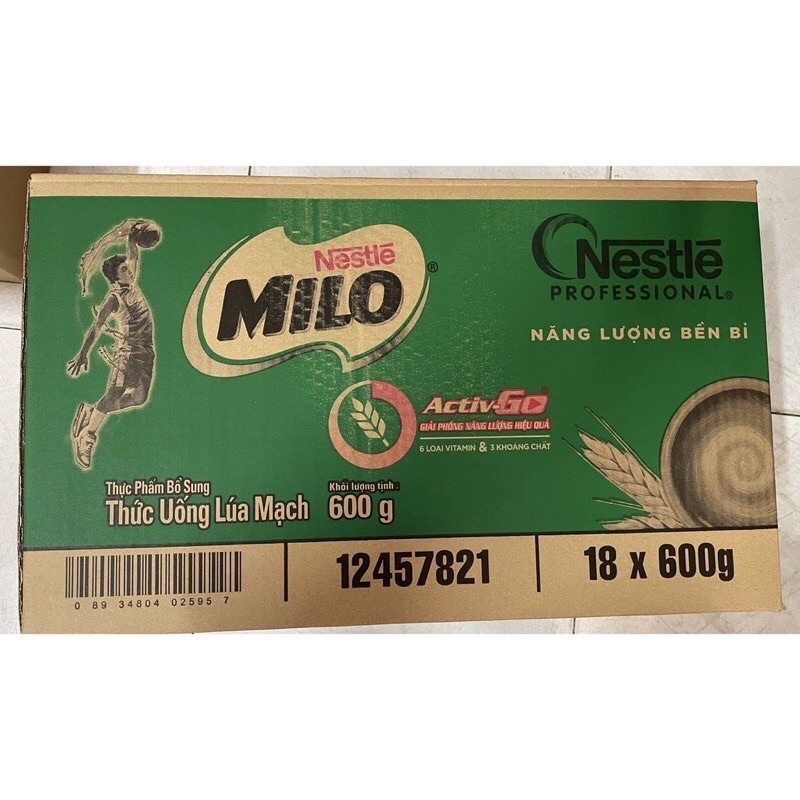 Nestlé
MILO®
Nestlé
PROFESSIONAL®
NĂNG LƯỢNG BỀN BỈ
Activ-GO®
GIẢI PHÓNG NĂNG LƯỢNG HIỆU QUẢ
6 LOẠI VITAMIN & 3 KHOÁNG CHẤT
Thực Phẩm Bổ Sung
Thức Uống Lúa Mạch
Khối lượng tịnh:
600 g
0 89 34804 02595 7
12457821
18 x 600g